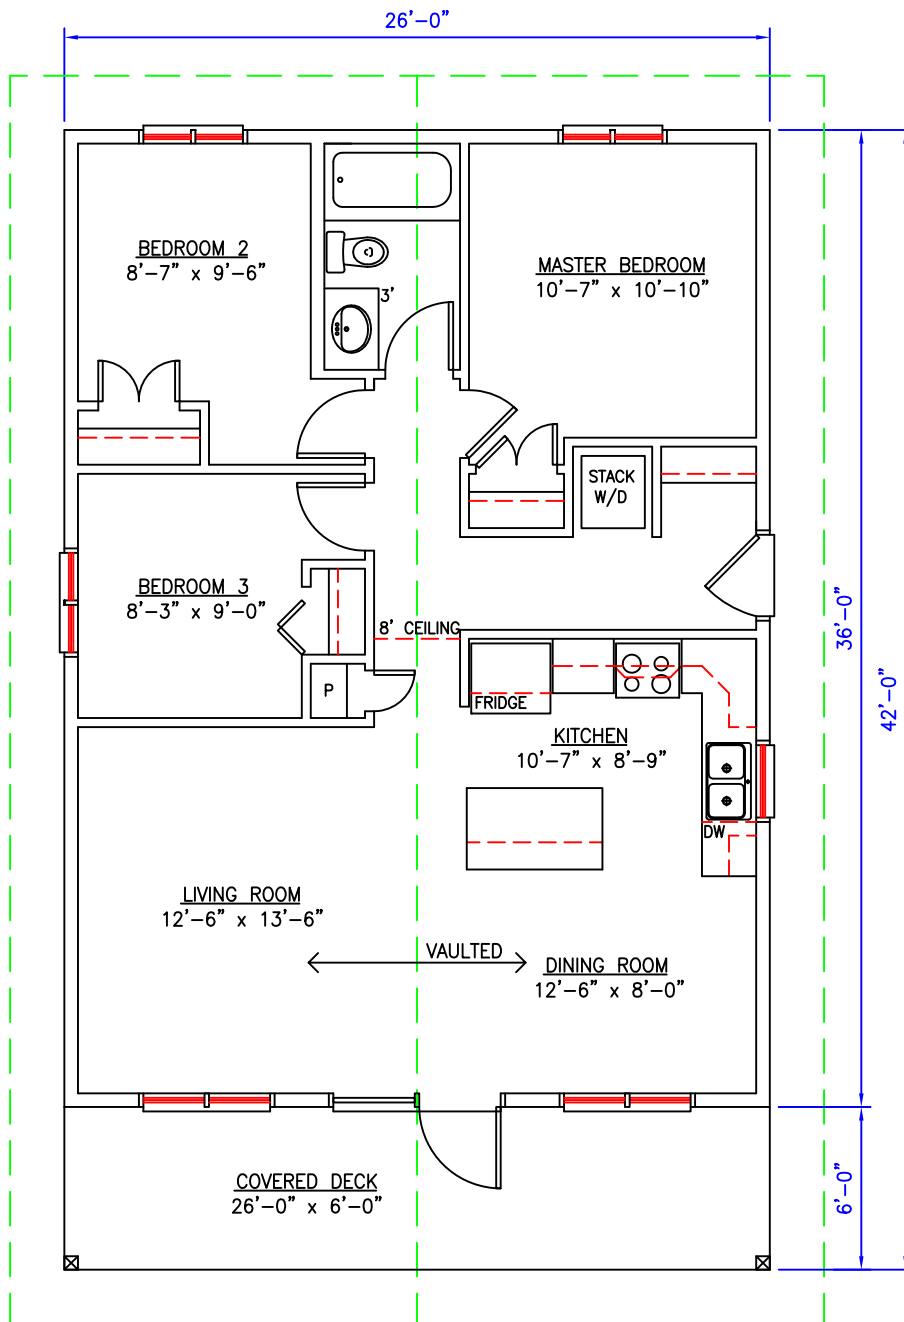 26'-0"
BEDROOM 2
8'-7" x 9'-6"
MASTER BEDROOM
10'-7" x 10'-10"
3'
STACK
W/D
BEDROOM 3
8'-3" x 9'-0"
8' CEILING
36'-0"
42'-0"
P
FRIDGE
KITCHEN
10'-7" x 8'-9"
DW
LIVING ROOM
12'-6" x 13'-6"
VAULTED
DINING ROOM
12'-6" x 8'-0"
COVERED DECK
26'-0" x 6'-0"
6'-0"